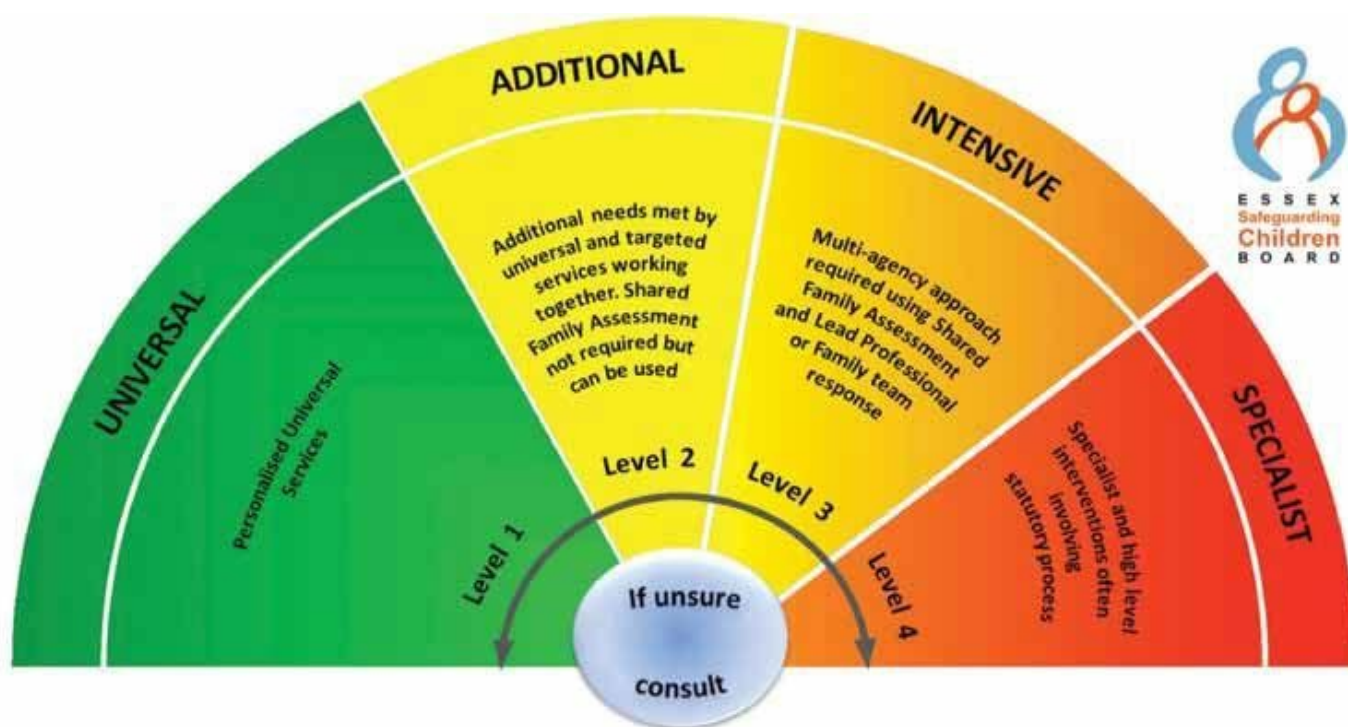 UNIVERSAL
Personalised Universal
Services
Level 1
ADDITIONAL
Additional needs met by
universal and targeted
services working
together. Shared
Family Assessment
not required but
can be used
Level 2
INTENSIVE
Multi-agency approach
required using Shared
Family Assessment
and Lead Professional
or Family team
response
Level 3
SPECIALIST
Specialist and high level
interventions often
involving
statutory process
Level 4
If unsure
consult
ESSEX
Safeguarding
Children
BOARD